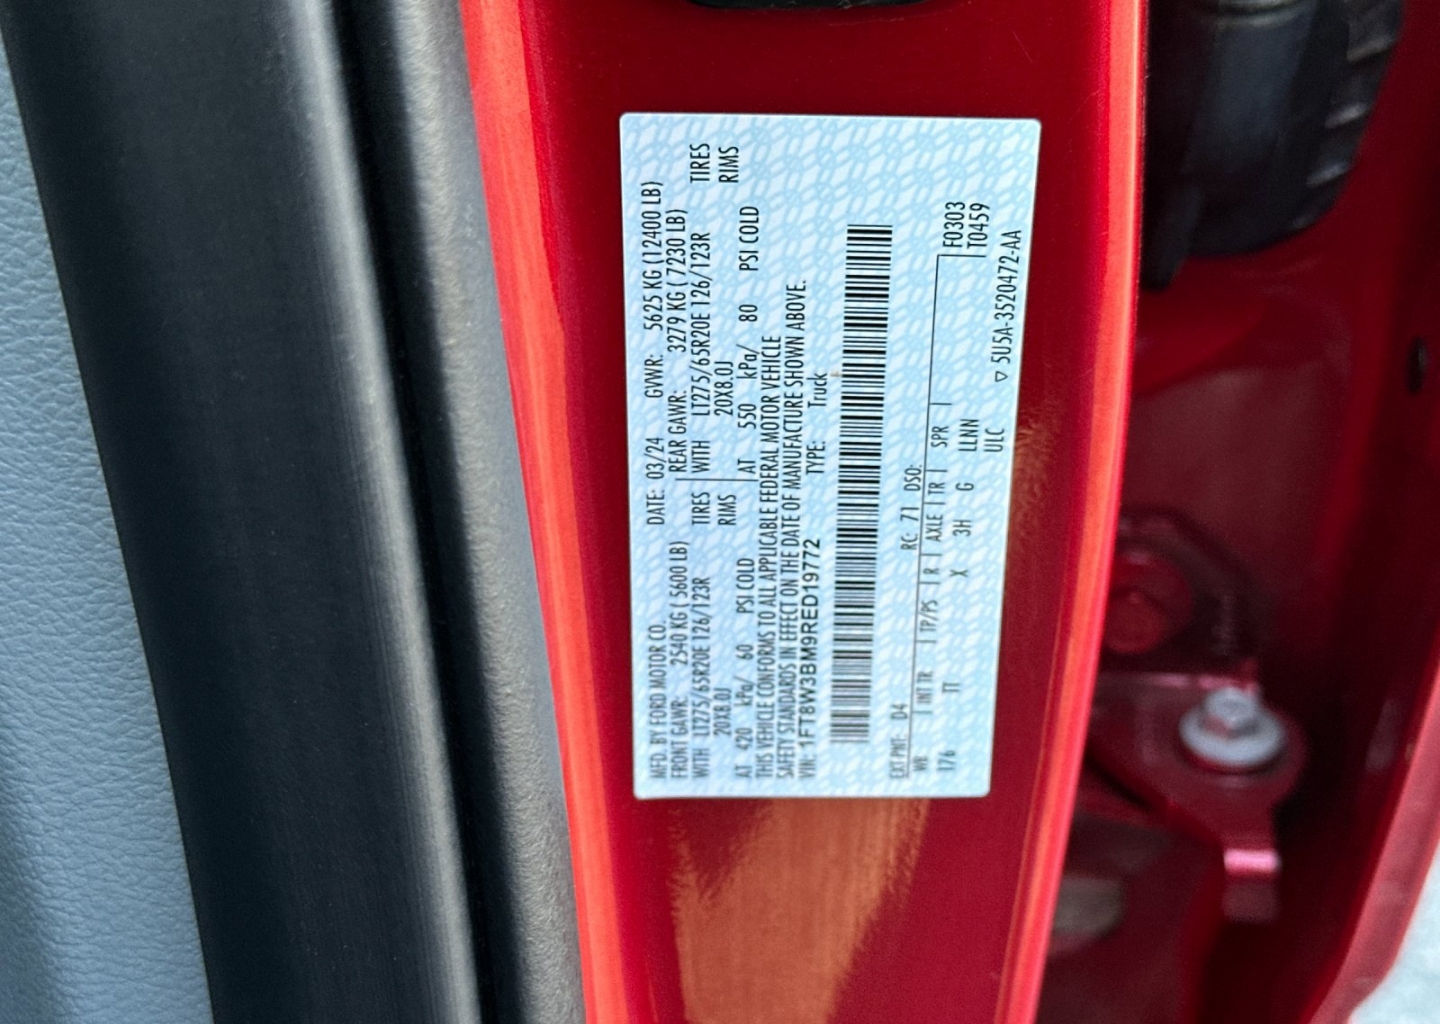 MFD. BY FORD MOTOR CO. DATE: 03/24 GVWR: 5625 KG (12400 LB)
FRONT GAWR: 2540 KG ( 5600 LB) REAR GAWR: 3279 KG ( 7230 LB)
WITH LT275/65R20E 126/123R TIRES WITH LT275/65R20E 126/123R TIRES
20X8.0J RIMS 20X8.0J RIMS
AT 420 kPa/ 60 PSI COLD AT 550 kPa/ 80 PSI COLD
THIS VEHICLE CONFORMS TO ALL APPLICABLE FEDERAL MOTOR VEHICLE
SAFETY STANDARDS IN EFFECT ON THE DATE OF MANUFACTURE SHOWN ABOVE.
VIN: 1FT8W3BM9RED19772 TYPE: Truck
EXT PNT: D4 RC: 71 DSO:
WB | INT TR | TP/PS | R | AXLE | TR | SPR | F0303
176 TT X 3H G LLNN T0459
ULC ▽ 5U5A-3520472-AA